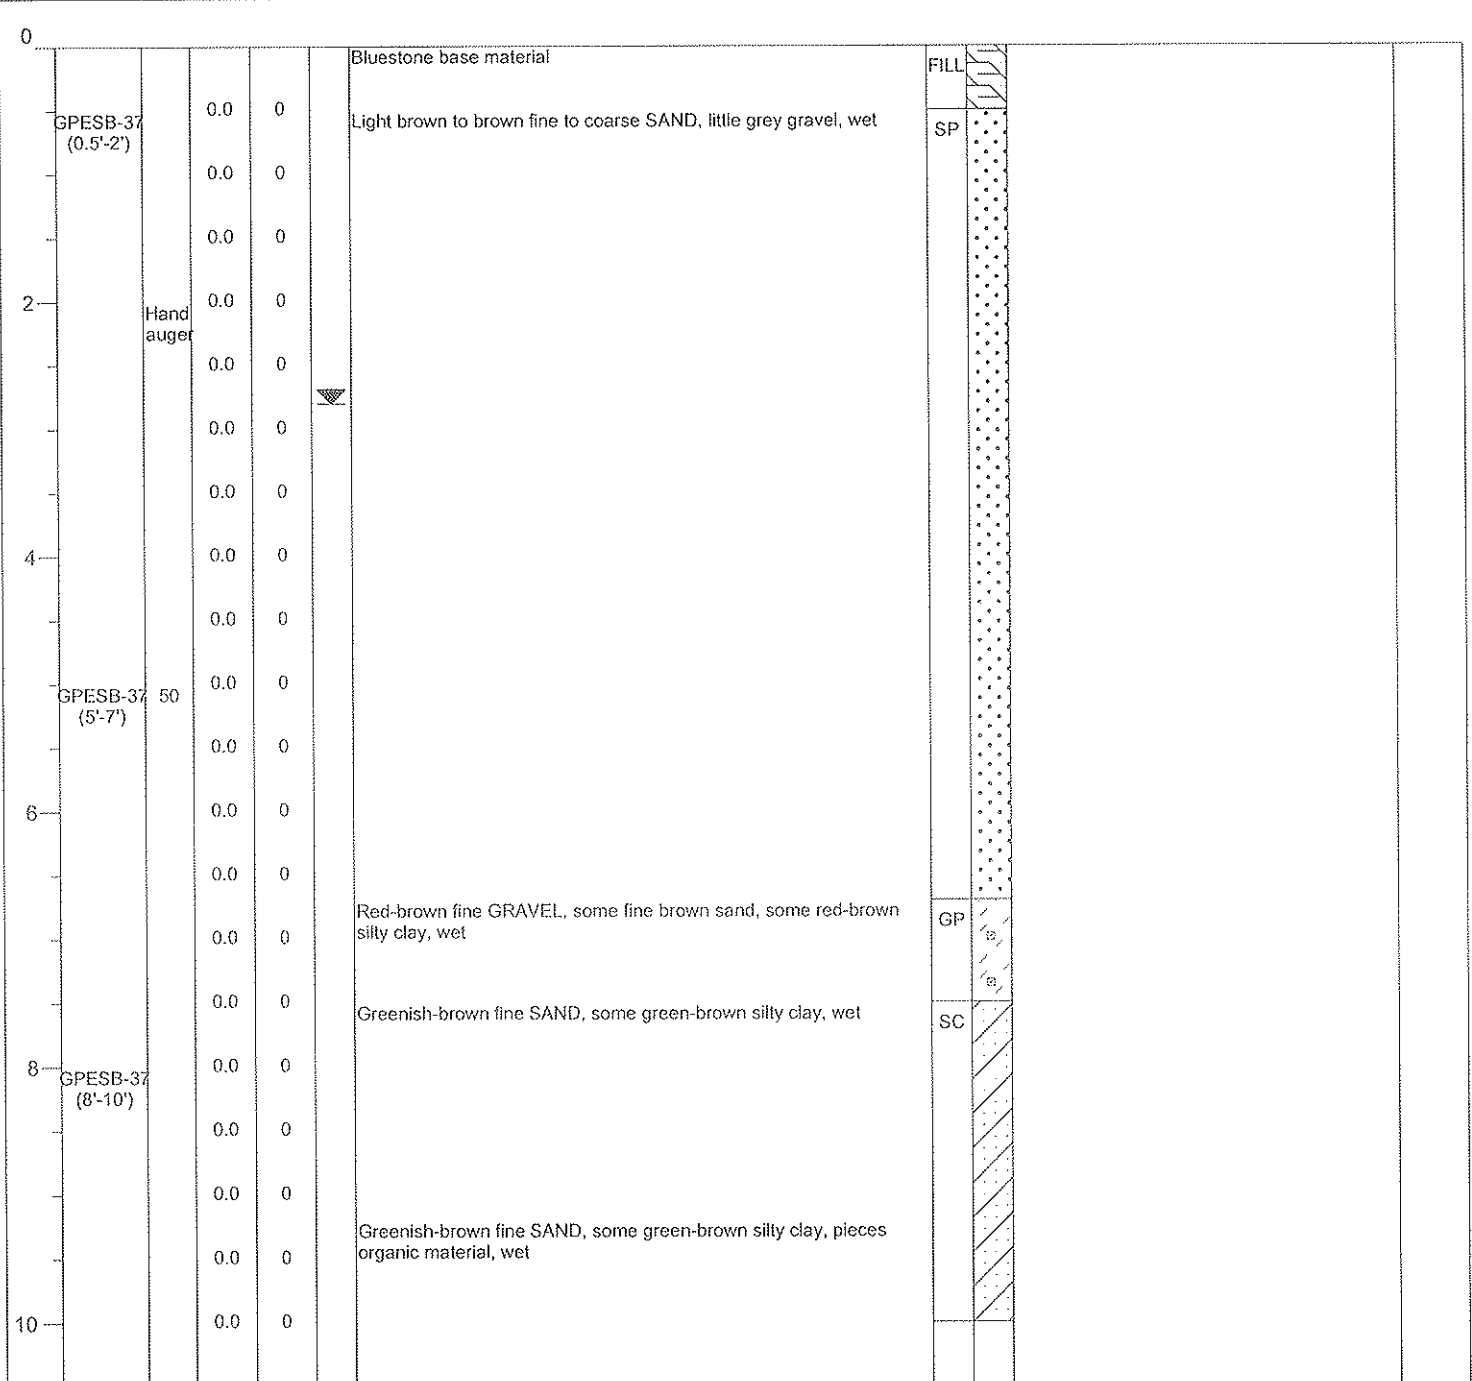 0
Bluestone base material
FILL
0.0 0
GPESB-37
(0.5'-2')
Light brown to brown fine to coarse SAND, little grey gravel, wet
SP
0.0 0
0.0 0
2
0.0 0
Hand
auger
0.0 0
0.0 0
0.0 0
4
0.0 0
0.0 0
0.0 0
GPESB-37
(5'-7')
50
0.0 0
6
0.0 0
0.0 0
Red-brown fine GRAVEL, some fine brown sand, some red-brown
silty clay, wet
GP
0.0 0
0.0 0
Greenish-brown fine SAND, some green-brown silty clay, wet
SC
8
0.0 0
GPESB-37
(8'-10')
0.0 0
0.0 0
Greenish-brown fine SAND, some green-brown silty clay, pieces
organic material, wet
0.0 0
10
0.0 0